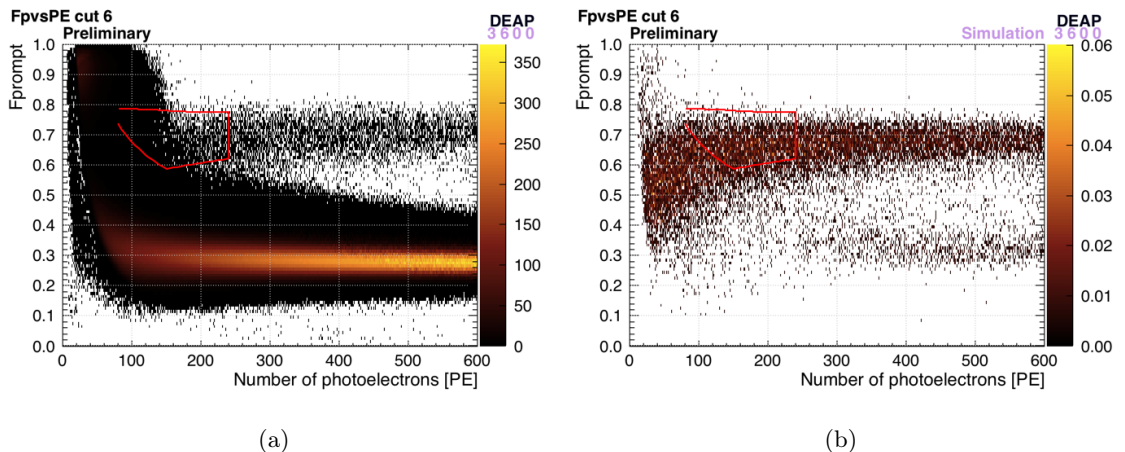 FpvsPE cut 6
DEAP
Preliminary
3600
Fprompt
1.0
0.9
0.8
0.7
0.6
0.5
0.4
0.3
0.2
0.1
0.0
0 100 200 300 400 500 600
Number of photoelectrons [PE]
350
300
250
200
150
100
50
0
(a)
FpvsPE cut 6
DEAP
Preliminary
Simulation 3600
Fprompt
1.0
0.9
0.8
0.7
0.6
0.5
0.4
0.3
0.2
0.1
0.0
0 100 200 300 400 500 600
Number of photoelectrons [PE]
0.06
0.05
0.04
0.03
0.02
0.01
0.00
(b)